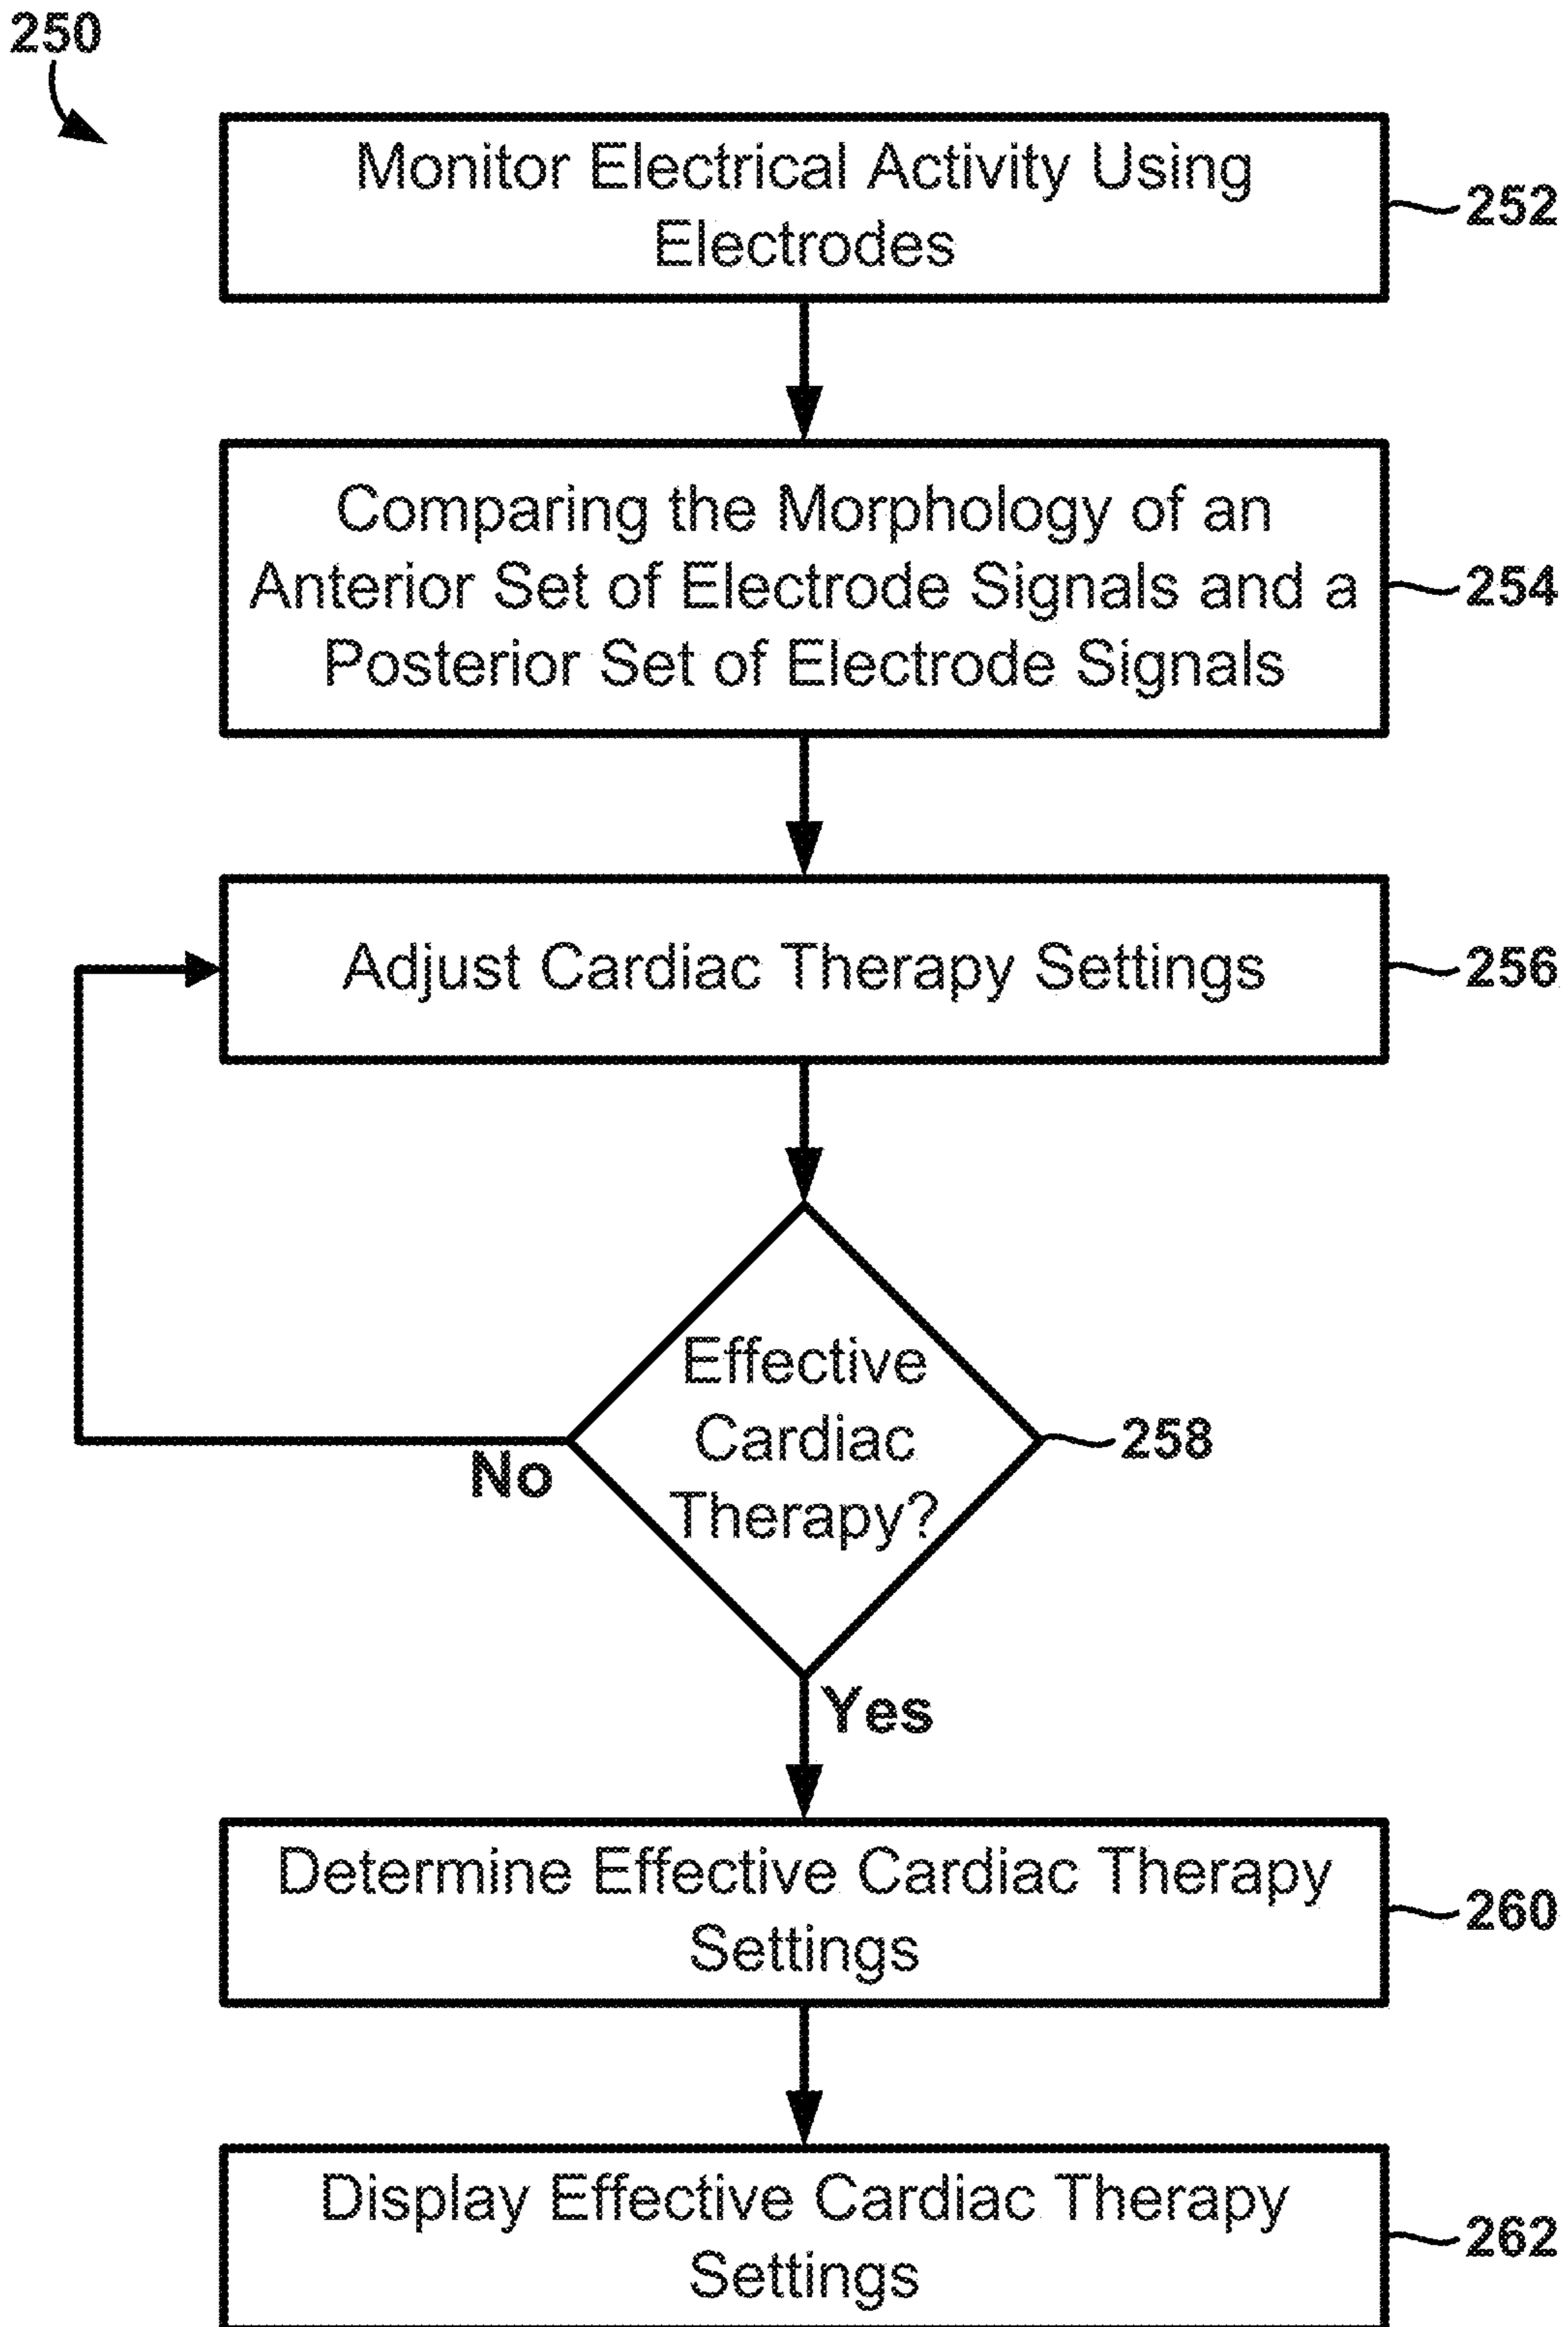 250
Monitor Electrical Activity Using
Electrodes
252
Comparing the Morphology of an
Anterior Set of Electrode Signals and a
Posterior Set of Electrode Signals
254
Adjust Cardiac Therapy Settings
256
Effective
Cardiac
Therapy?
258
No
Yes
Determine Effective Cardiac Therapy
Settings
260
Display Effective Cardiac Therapy
Settings
262